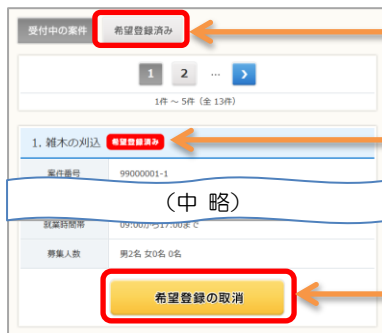 受付中の案件 希望登録済み
1 2 … >
1件 ～ 5件（全 13件）
1. 雑木の刈込 希望登録済み
案件番号 99000001-1
（中 略）
就業時間帯 09:00から17:00まで
募集人数 男2名 女0名 0名
希望登録の取消